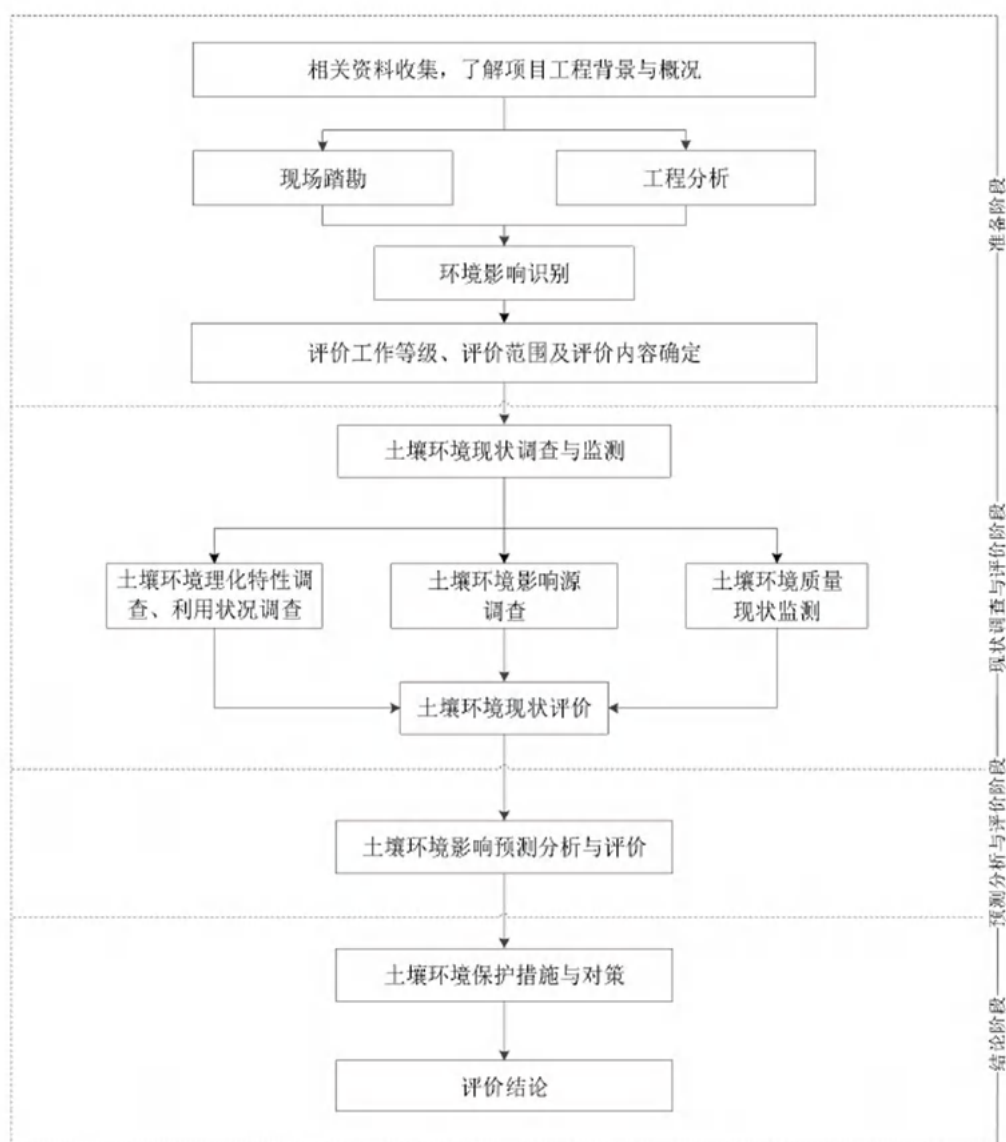 相关资料收集，了解项目工程背景与概况
现场踏勘
工程分析
环境影响识别
评价工作等级、评价范围及评价内容确定
准备阶段
土壤环境现状调查与监测
土壤环境理化特性调
查、利用状况调查
土壤环境影响源
调查
土壤环境质量
现状监测
土壤环境现状评价
现状调查与评价阶段
土壤环境影响预测分析与评价
预测分析与评价阶段
土壤环境保护措施与对策
评价结论
结论阶段